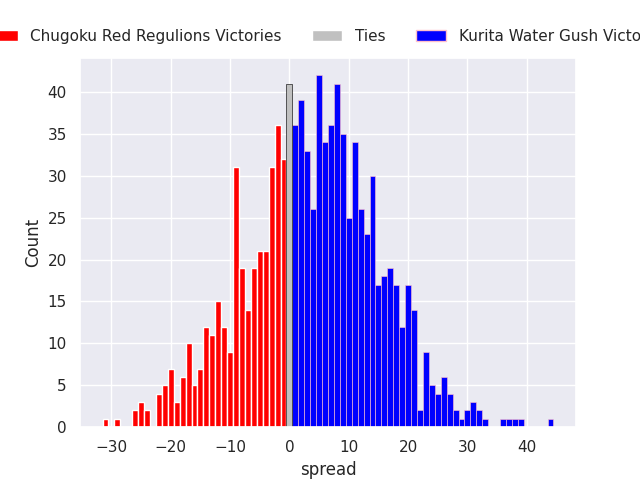 Chugoku Red Regulions Victories Ties Kurita Water Gush Victo
40
35
30
25
20
15
10
5
0
Count
−30 −20 −10 0 10 20 30 40
spread